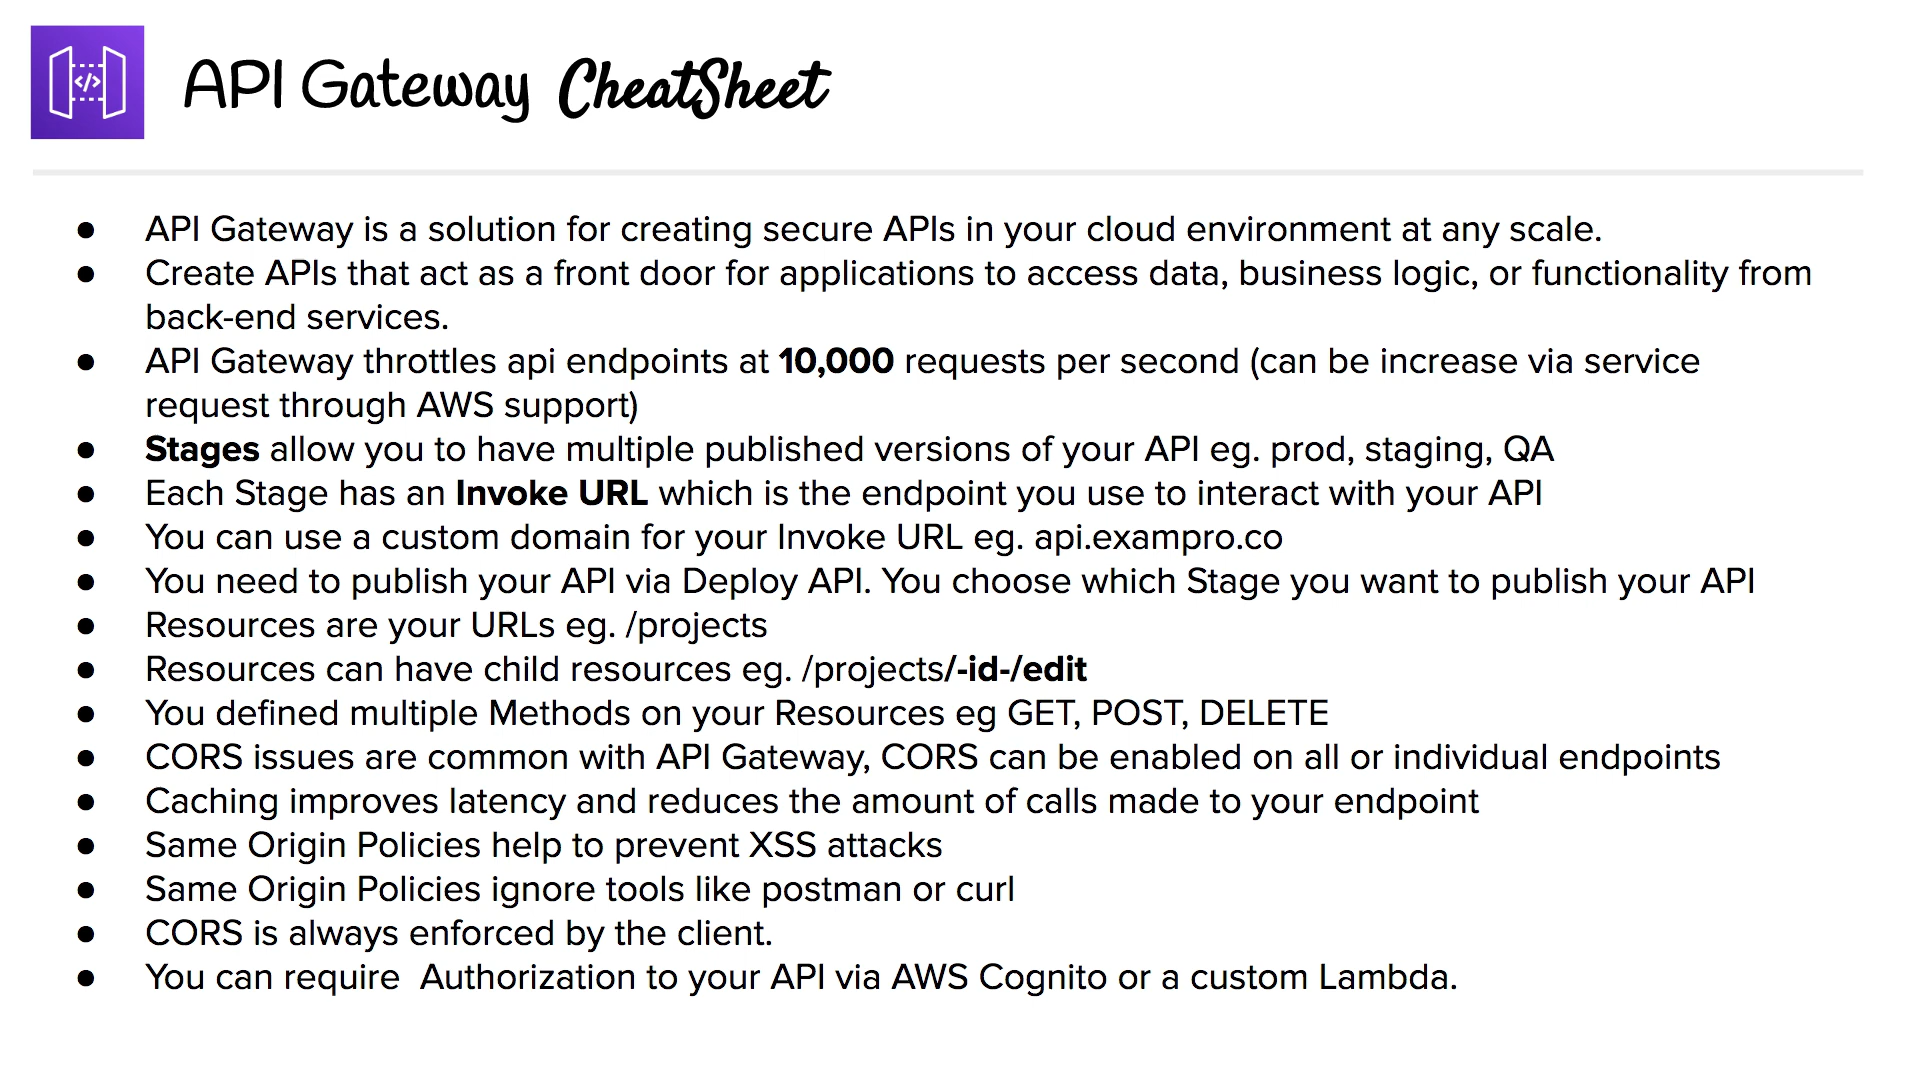 </>
API Gateway CheatSheet
● API Gateway is a solution for creating secure APIs in your cloud environment at any scale.
● Create APIs that act as a front door for applications to access data, business logic, or functionality from
back-end services.
● API Gateway throttles api endpoints at 10,000 requests per second (can be increase via service
request through AWS support)
● Stages allow you to have multiple published versions of your API eg. prod, staging, QA
● Each Stage has an Invoke URL which is the endpoint you use to interact with your API
● You can use a custom domain for your Invoke URL eg. api.exampro.co
● You need to publish your API via Deploy API. You choose which Stage you want to publish your API
● Resources are your URLs eg. /projects
● Resources can have child resources eg. /projects/-id-/edit
● You defined multiple Methods on your Resources eg GET, POST, DELETE
● CORS issues are common with API Gateway, CORS can be enabled on all or individual endpoints
● Caching improves latency and reduces the amount of calls made to your endpoint
● Same Origin Policies help to prevent XSS attacks
● Same Origin Policies ignore tools like postman or curl
● CORS is always enforced by the client.
● You can require  Authorization to your API via AWS Cognito or a custom Lambda.